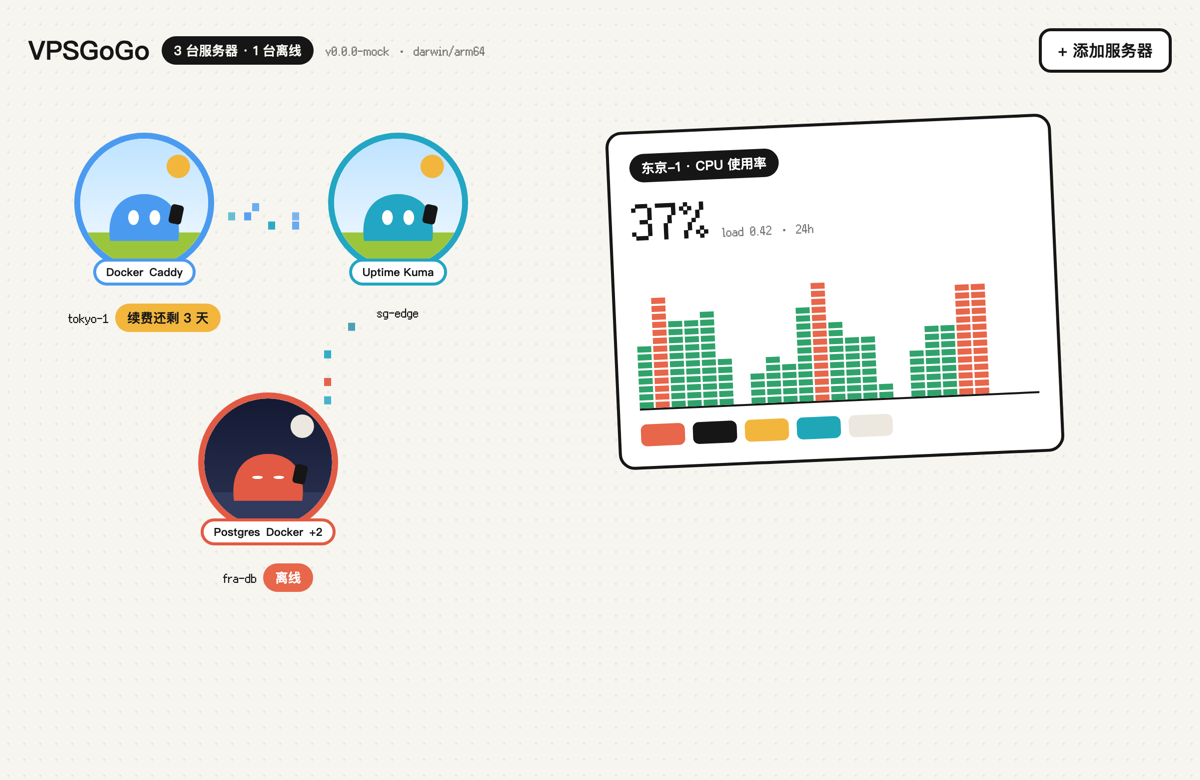 VPSGoGo 3 台服务器 · 1 台离线 v0.0.0-mock · darwin/arm64 + 添加服务器
东京-1 · CPU 使用率
37% load 0.42 · 24h
Docker Caddy
Uptime Kuma
tokyo-1 续费还剩 3 天
sg-edge
Postgres Docker +2
fra-db 离线